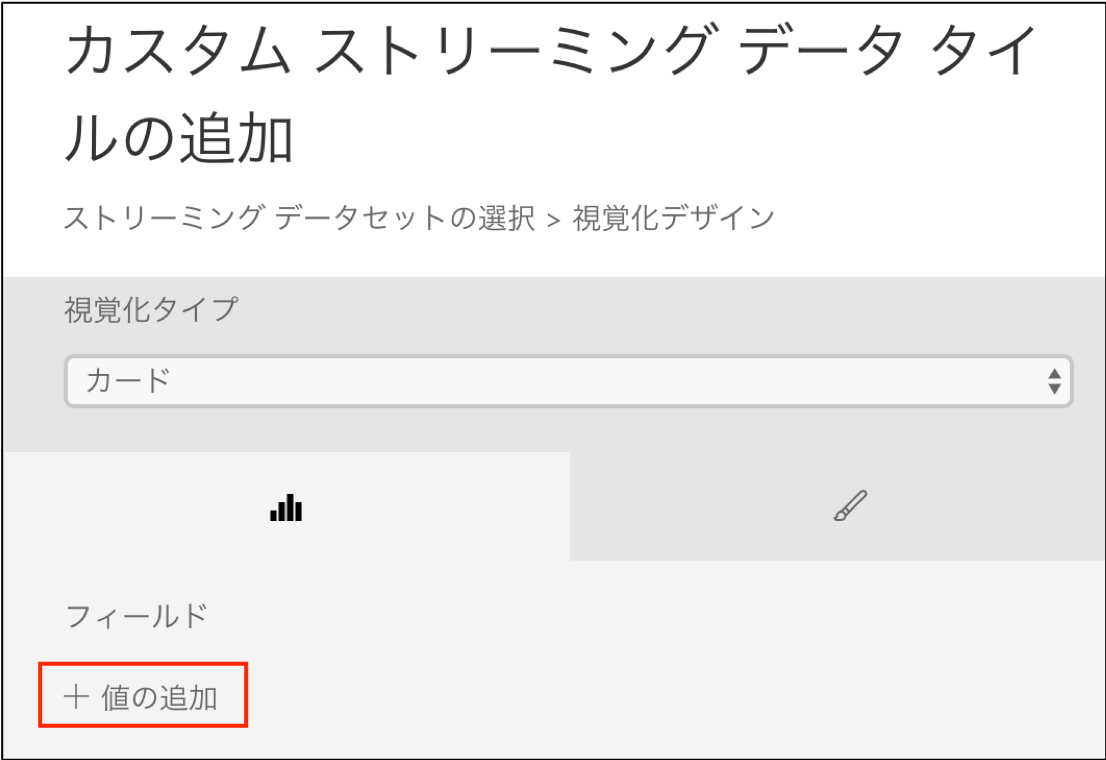 カスタム ストリーミング データ タイ
ルの追加
ストリーミング データセットの選択 > 視覚化デザイン
視覚化タイプ
カード
フィールド
＋ 値の追加